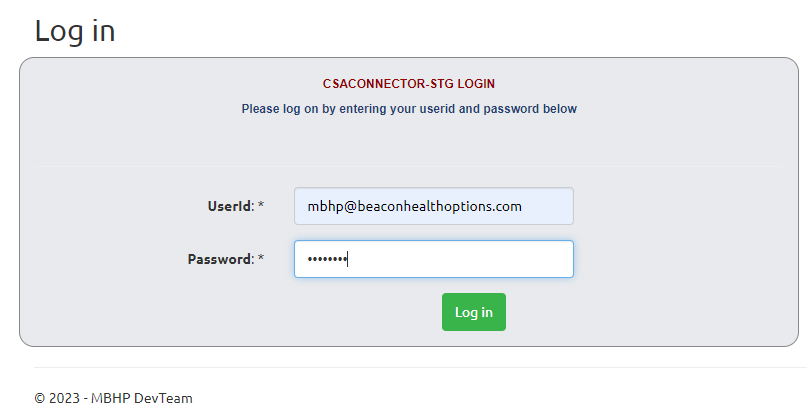 Log in
CSACONNECTOR-STG LOGIN
Please log on by entering your userid and password below
UserId: * mbhp@beaconhealthoptions.com
Password: * ••••••••
Log in
© 2023 - MBHP DevTeam